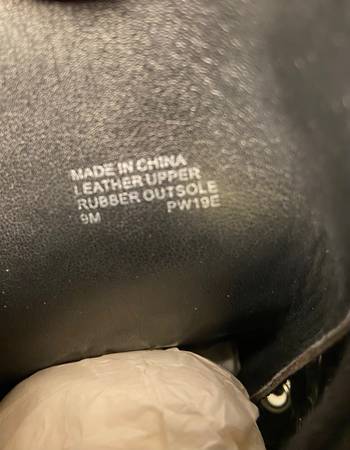 MADE IN CHINA
LEATHER UPPER
RUBBER OUTSOLE
9M PW19E